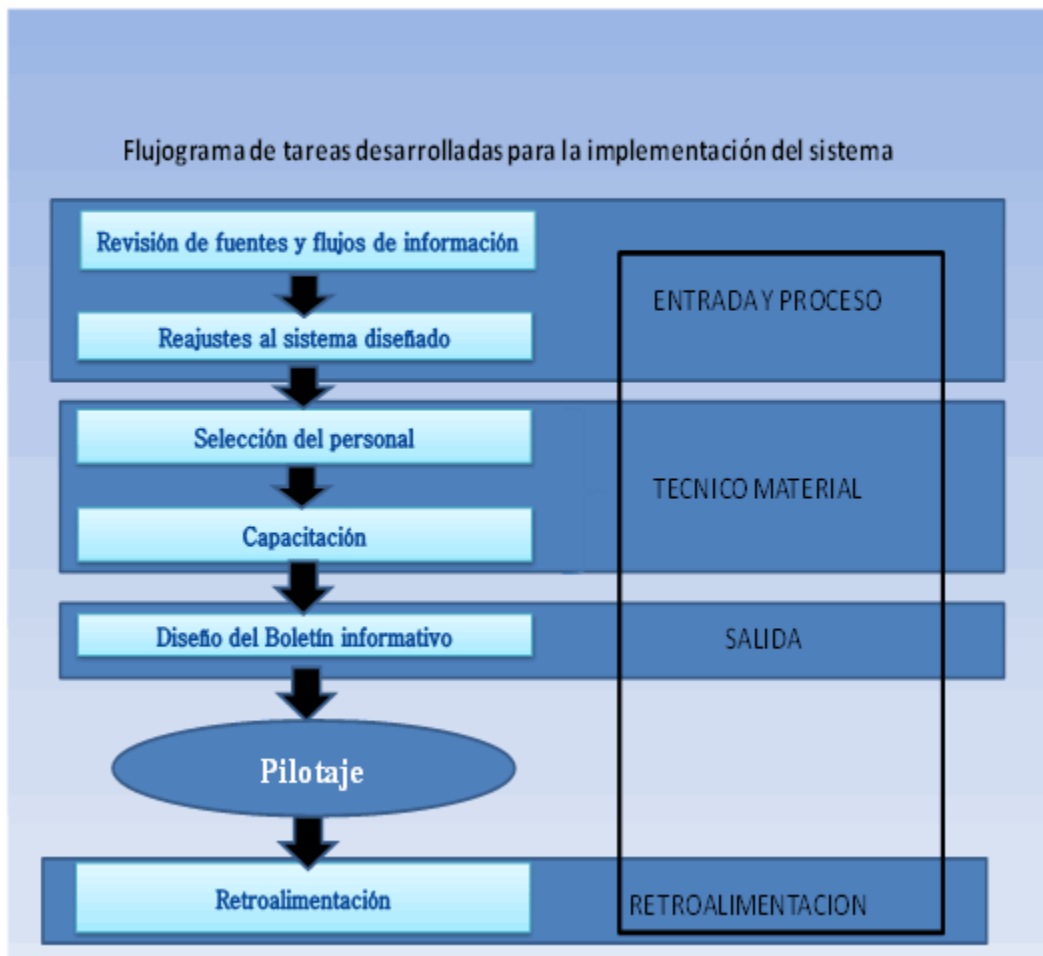 Flujograma de tareas desarrolladas para la implementación del sistema
Revisión de fuentes y flujos de información
ENTRADA Y PROCESO
Reajustes al sistema diseñado
Selección del personal
TECNICO MATERIAL
Capacitación
Diseño del Boletín informativo
SALIDA
Pilotaje
Retroalimentación
RETROALIMENTACION